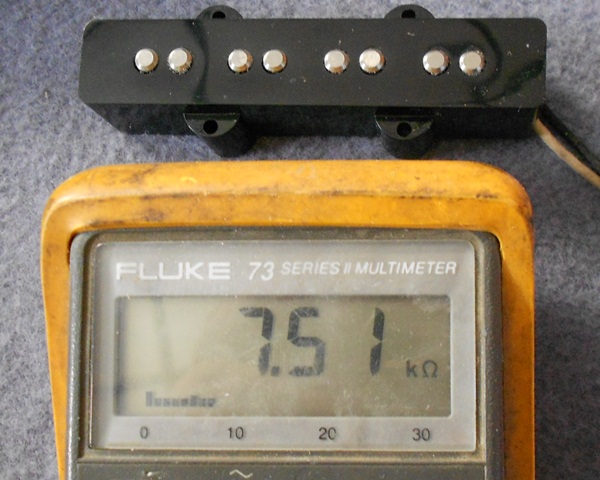 FLUKE 73 SERIES II MULTIMETER
7.51 kΩ
0 10 20 30